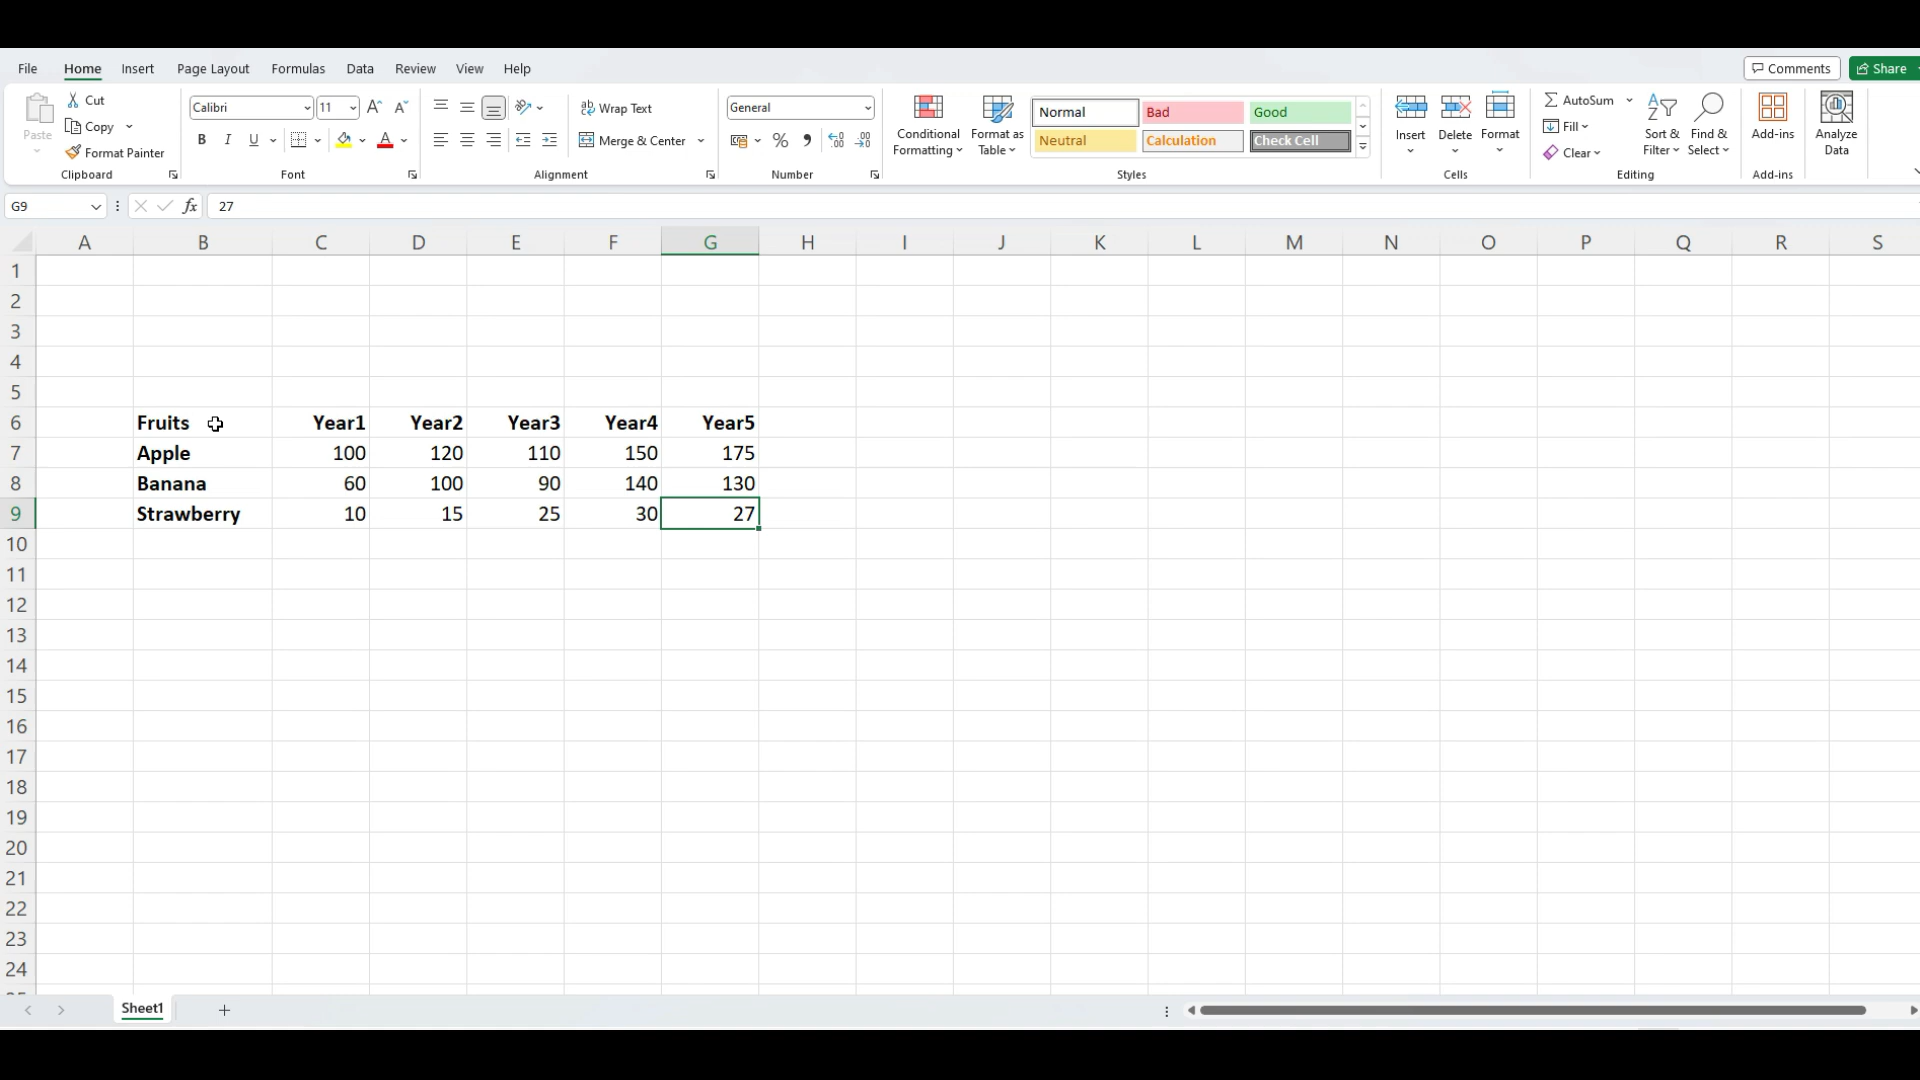 File Home Insert Page Layout Formulas Data Review View Help Comments Share
Paste Cut Copy Format Painter Clipboard
Calibri 11 A A B I U A Font
ab Wrap Text Merge & Center Alignment
General % , Number
Conditional Formatting Format as Table Normal Bad Good Neutral Calculation Check Cell Styles
Insert Delete Format Cells
AutoSum Fill Clear Sort & Filter Find & Select Editing
Add-ins Add-ins
Analyze Data
G9 fx 27
A B C D E F G H I J K L M N O P Q R S
1
2
3
4
5
6 Fruits Year1 Year2 Year3 Year4 Year5
7 Apple 100 120 110 150 175
8 Banana 60 100 90 140 130
9 Strawberry 10 15 25 30 27
10
11
12
13
14
15
16
17
18
19
20
21
22
23
24
Sheet1 +